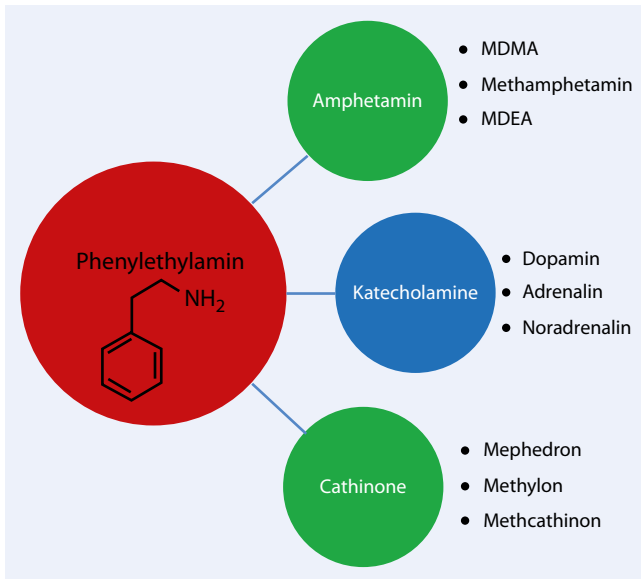 Amphetamin
• MDMA
• Methamphetamin
• MDEA
Phenylethylamin
NH₂
Katecholamine
• Dopamin
• Adrenalin
• Noradrenalin
Cathinone
• Mephedron
• Methylon
• Methcathinon